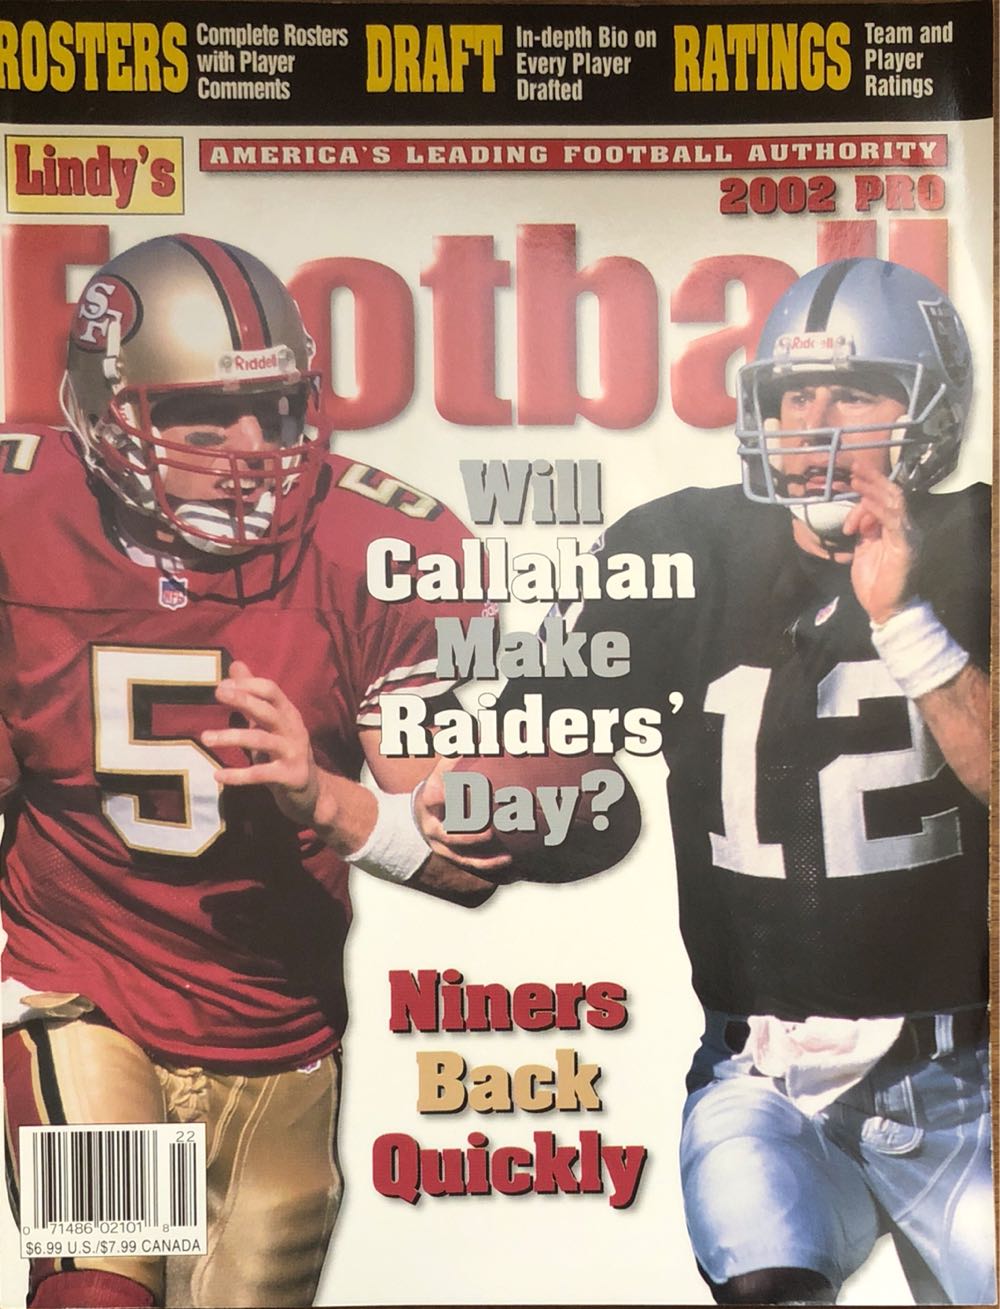 ROSTERS
Complete Rosters
with Player
Comments
DRAFT
In-depth Bio on
Every Player
Drafted
RATINGS
Team and
Player
Ratings
Lindy's
AMERICA'S LEADING FOOTBALL AUTHORITY
2002 PRO
Football
SF
Riddell
Riddell
5
5
NFL
Will
Callahan
Make
Raiders'
Day?
5
12
Niners
Back
Quickly
22
0 71486 02101 8
$6.99 U.S./$7.99 CANADA